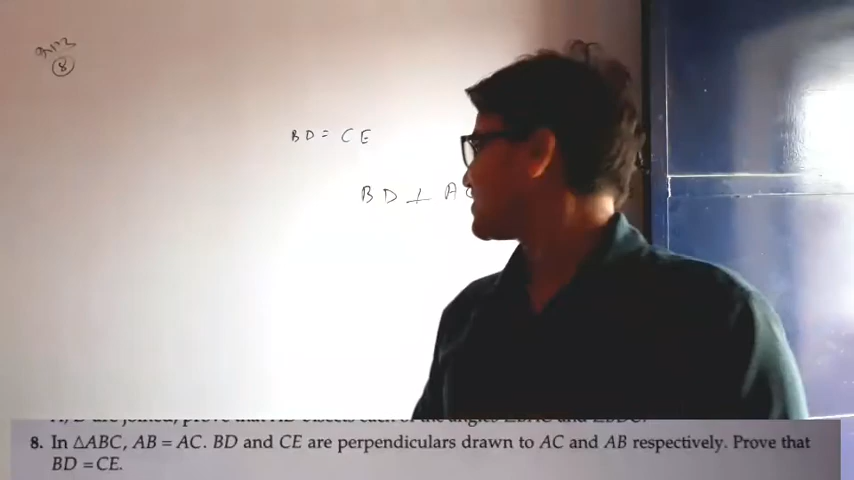 8
BD = CE
BD ⊥ AC
8. In △ABC, AB = AC. BD and CE are perpendiculars drawn to AC and AB respectively. Prove that
BD = CE.